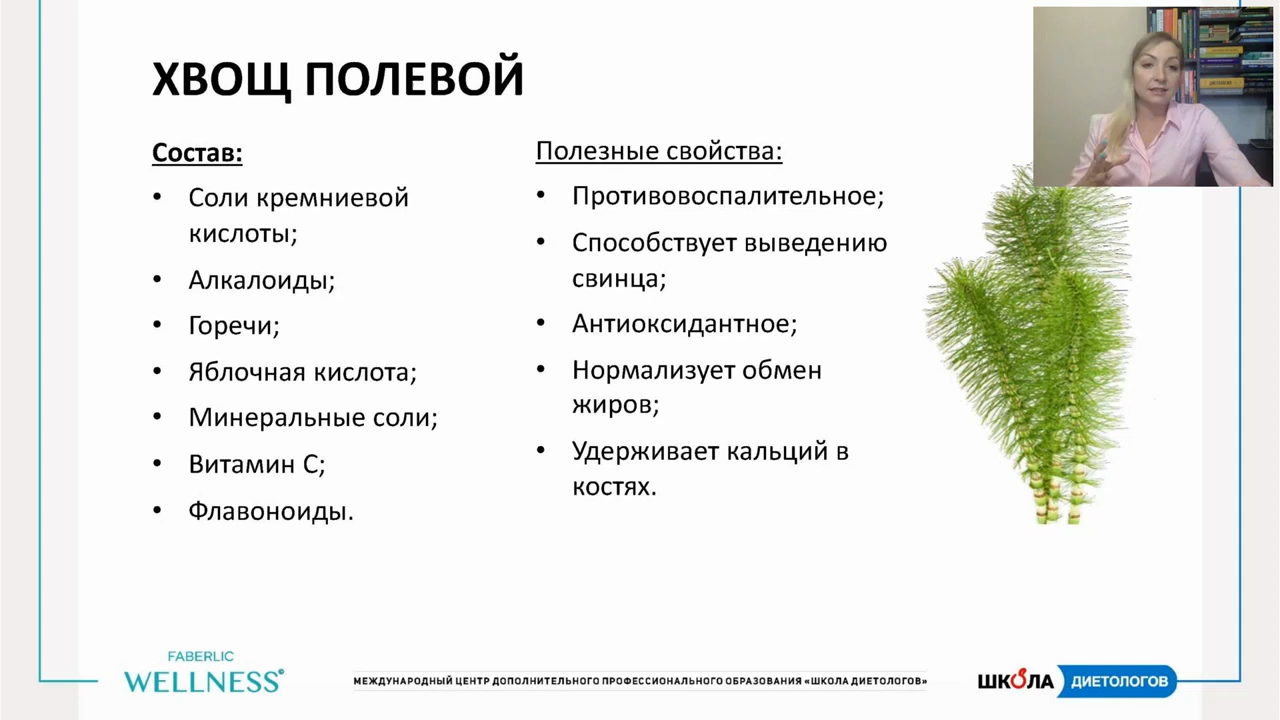 ХВОЩ ПОЛЕВОЙ
Состав:
• Соли кремниевой
кислоты;
• Алкалоиды;
• Горечи;
• Яблочная кислота;
• Минеральные соли;
• Витамин С;
• Флавоноиды.
Полезные свойства:
• Противовоспалительное;
• Способствует выведению
свинца;
• Антиоксидантное;
• Нормализует обмен
жиров;
• Удерживает кальций в
костях.
FABERLIC
WELLNESS
МЕЖДУНАРОДНЫЙ ЦЕНТР ДОПОЛНИТЕЛЬНОГО ПРОФЕССИОНАЛЬНОГО ОБРАЗОВАНИЯ «ШКОЛА ДИЕТОЛОГОВ»
ШКОЛА ДИЕТОЛОГОВ